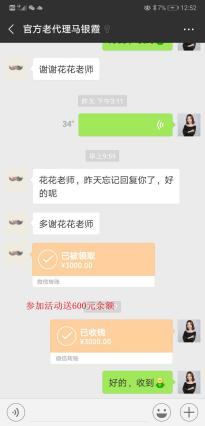 7% 12:52
官方老代理马银霞
谢谢花花老师
昨天 下午3:11
34"
早上9:59
花花老师，昨天忘记回复你了，好
的呢
多谢花花老师
已被领取
¥3000.00
微信转账
参加活动送600元余额
已收钱
¥3000.00
微信转账
好的，收到